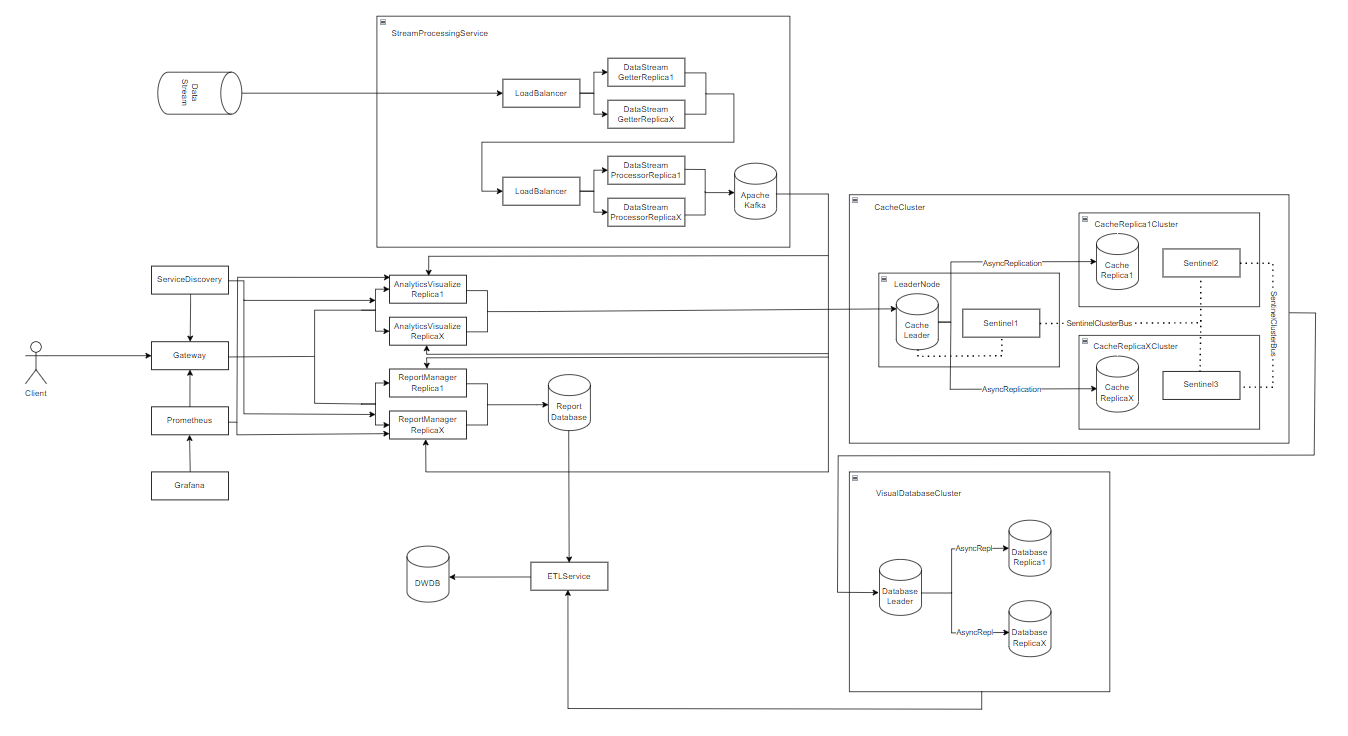 StreamProcessingService
Data
Stream
LoadBalancer
DataStream
GetterReplica1
DataStream
GetterReplicaX
LoadBalancer
DataStream
ProcessorReplica1
DataStream
ProcessorReplicaX
Apache
Kafka
CacheCluster
CacheReplica1Cluster
Cache
Replica1
Sentinel2
AsyncReplication
LeaderNode
Cache
Leader
Sentinel1
SentinelClusterBus
SentinelClusterBus
CacheReplicaXCluster
Cache
ReplicaX
Sentinel3
AsyncReplication
ServiceDiscovery
AnalyticsVisualize
Replica1
AnalyticsVisualize
ReplicaX
Gateway
Client
ReportManager
Replica1
ReportManager
ReplicaX
Report
Database
Prometheus
Grafana
VisualDatabaseCluster
AsyncRepl
Database
Replica1
Database
Leader
AsyncRepl
Database
ReplicaX
DWDB
ETLService